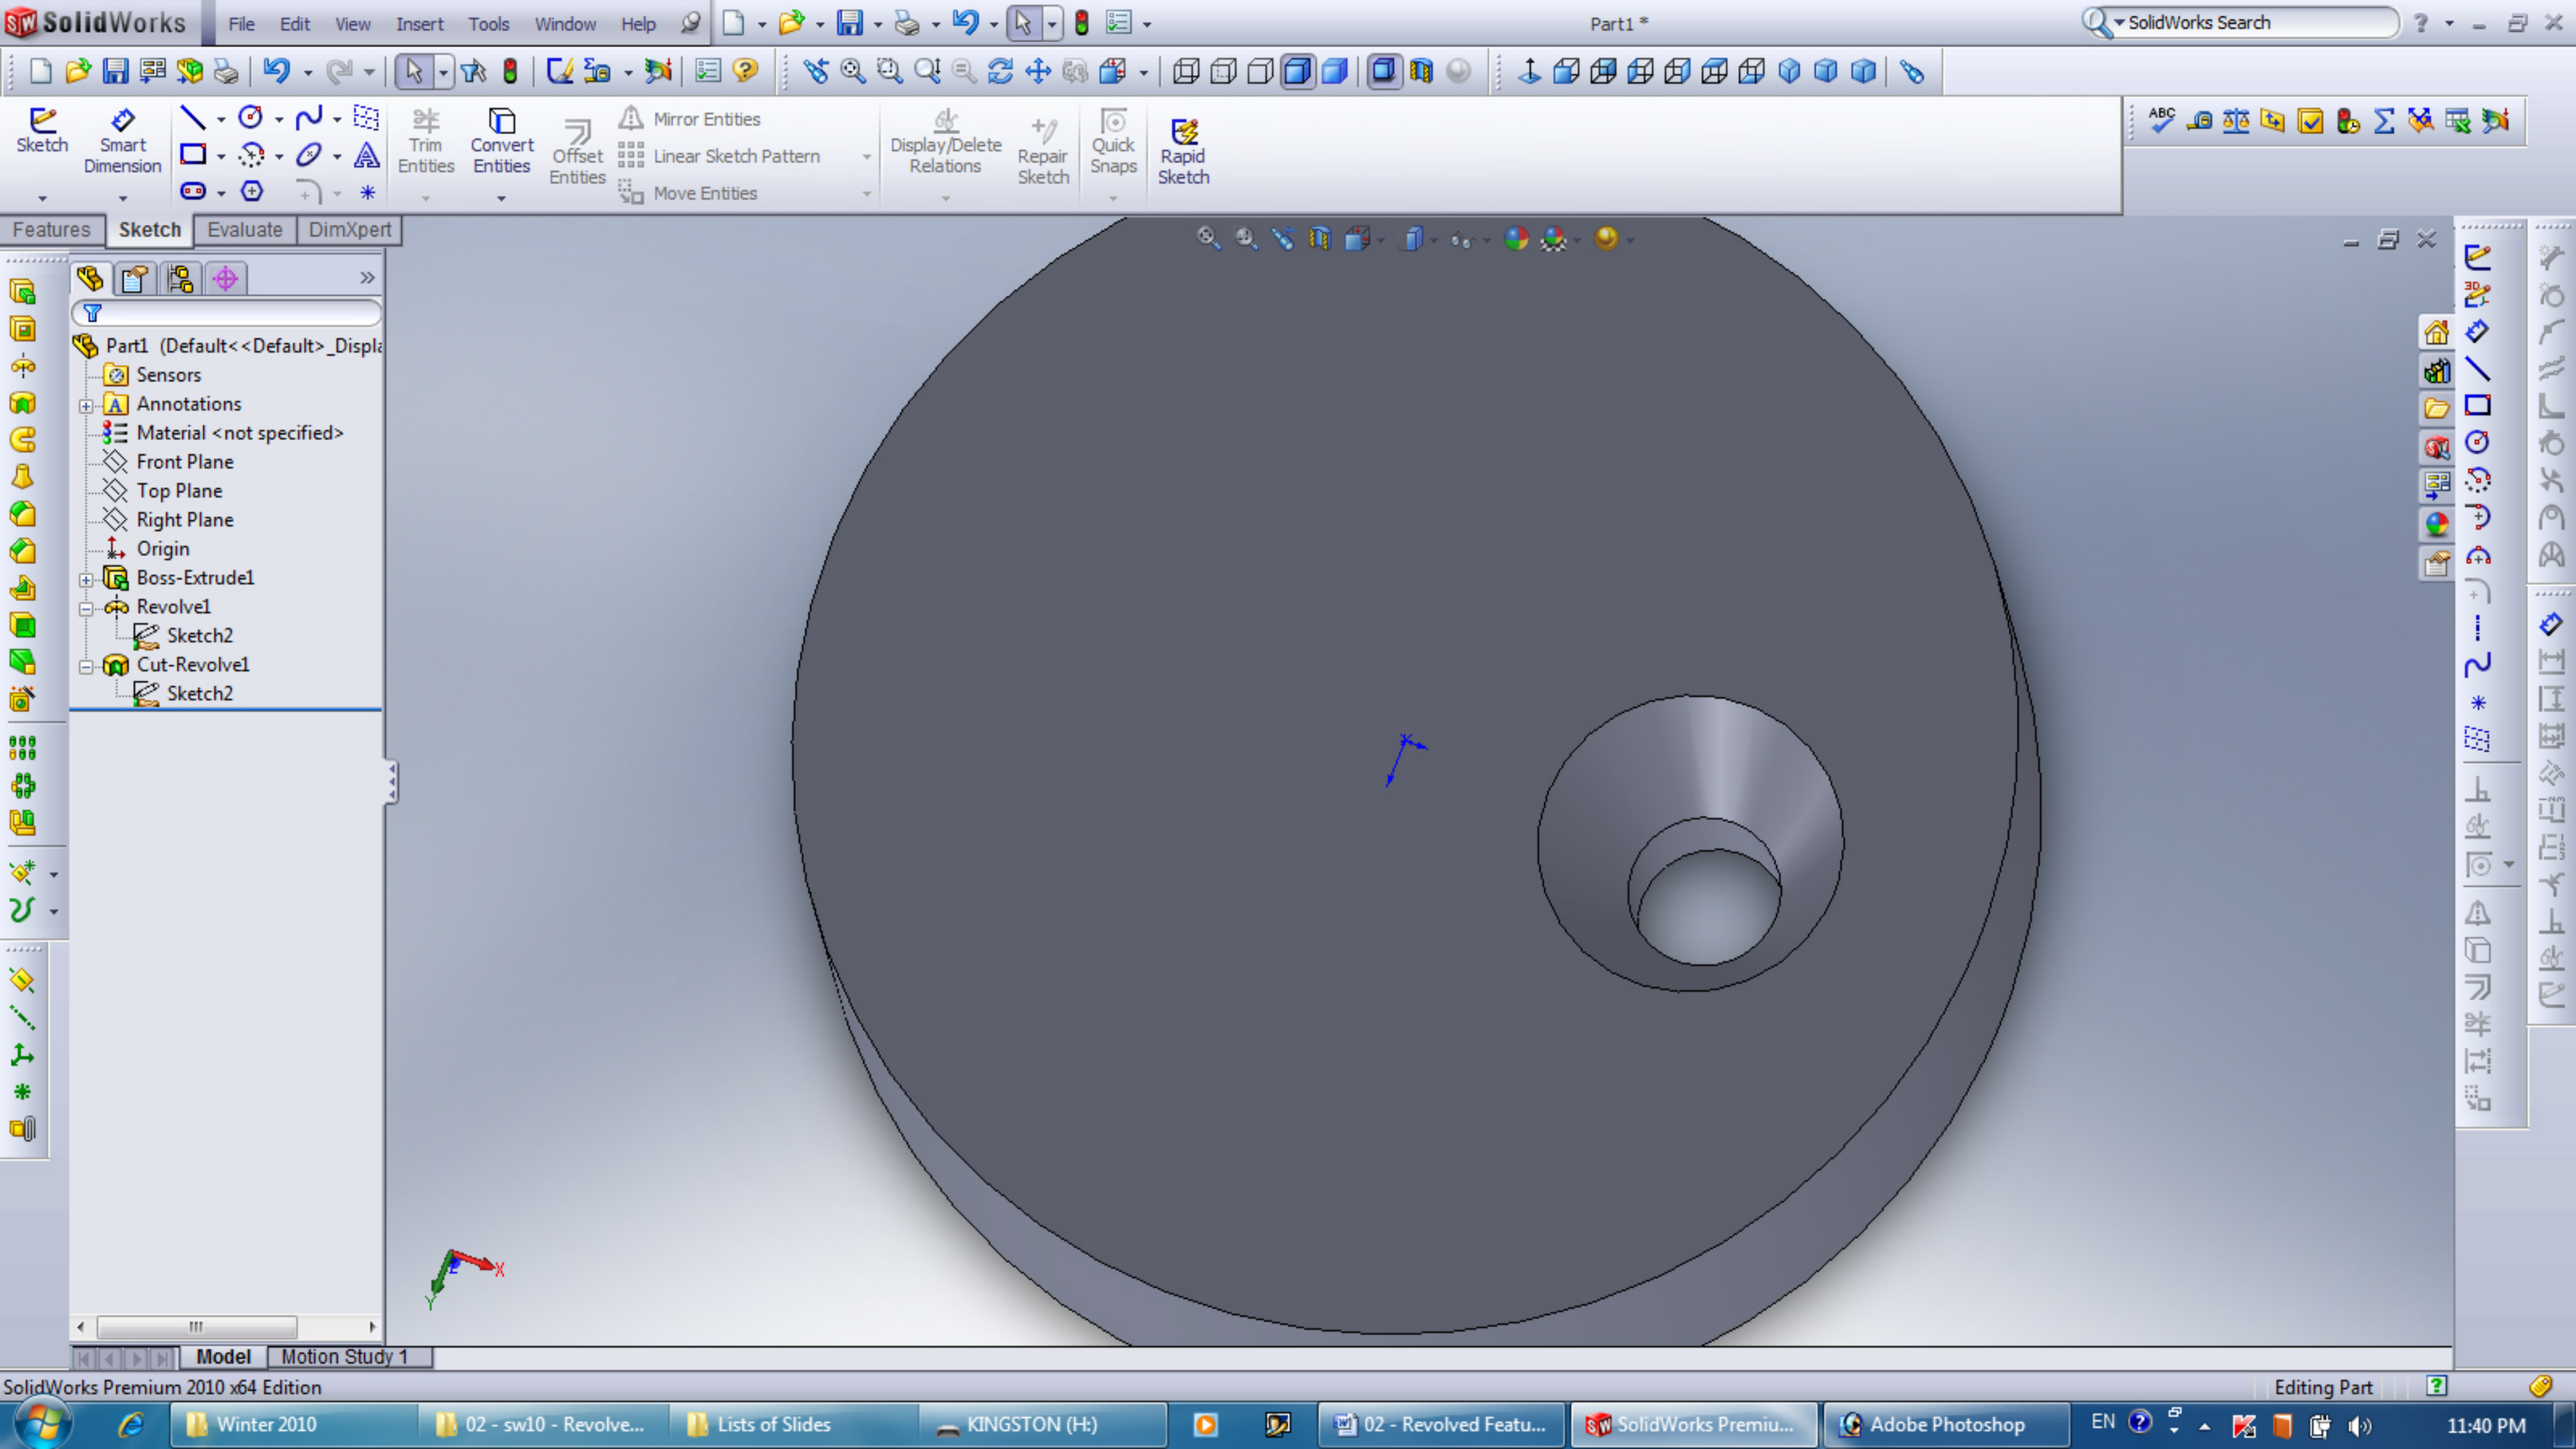 SolidWorks File Edit View Insert Tools Window Help Part1 * SolidWorks Search
Sketch Smart Dimension Trim Entities Convert Entities Offset Entities
Mirror Entities
Linear Sketch Pattern
Move Entities
Display/Delete Relations Repair Sketch Quick Snaps Rapid Sketch
ABC
Features Sketch Evaluate DimXpert
Part1 (Default<<Default>_Displa
Sensors
Annotations
Material <not specified>
Front Plane
Top Plane
Right Plane
Origin
Boss-Extrude1
Revolve1
Sketch2
Cut-Revolve1
Sketch2
3D
X
Y
Z
Model Motion Study 1
SolidWorks Premium 2010 x64 Edition Editing Part
Winter 2010 02 - sw10 - Revolve... Lists of Slides KINGSTON (H:) 02 - Revolved Featu... SolidWorks Premiu... Adobe Photoshop EN 11:40 PM